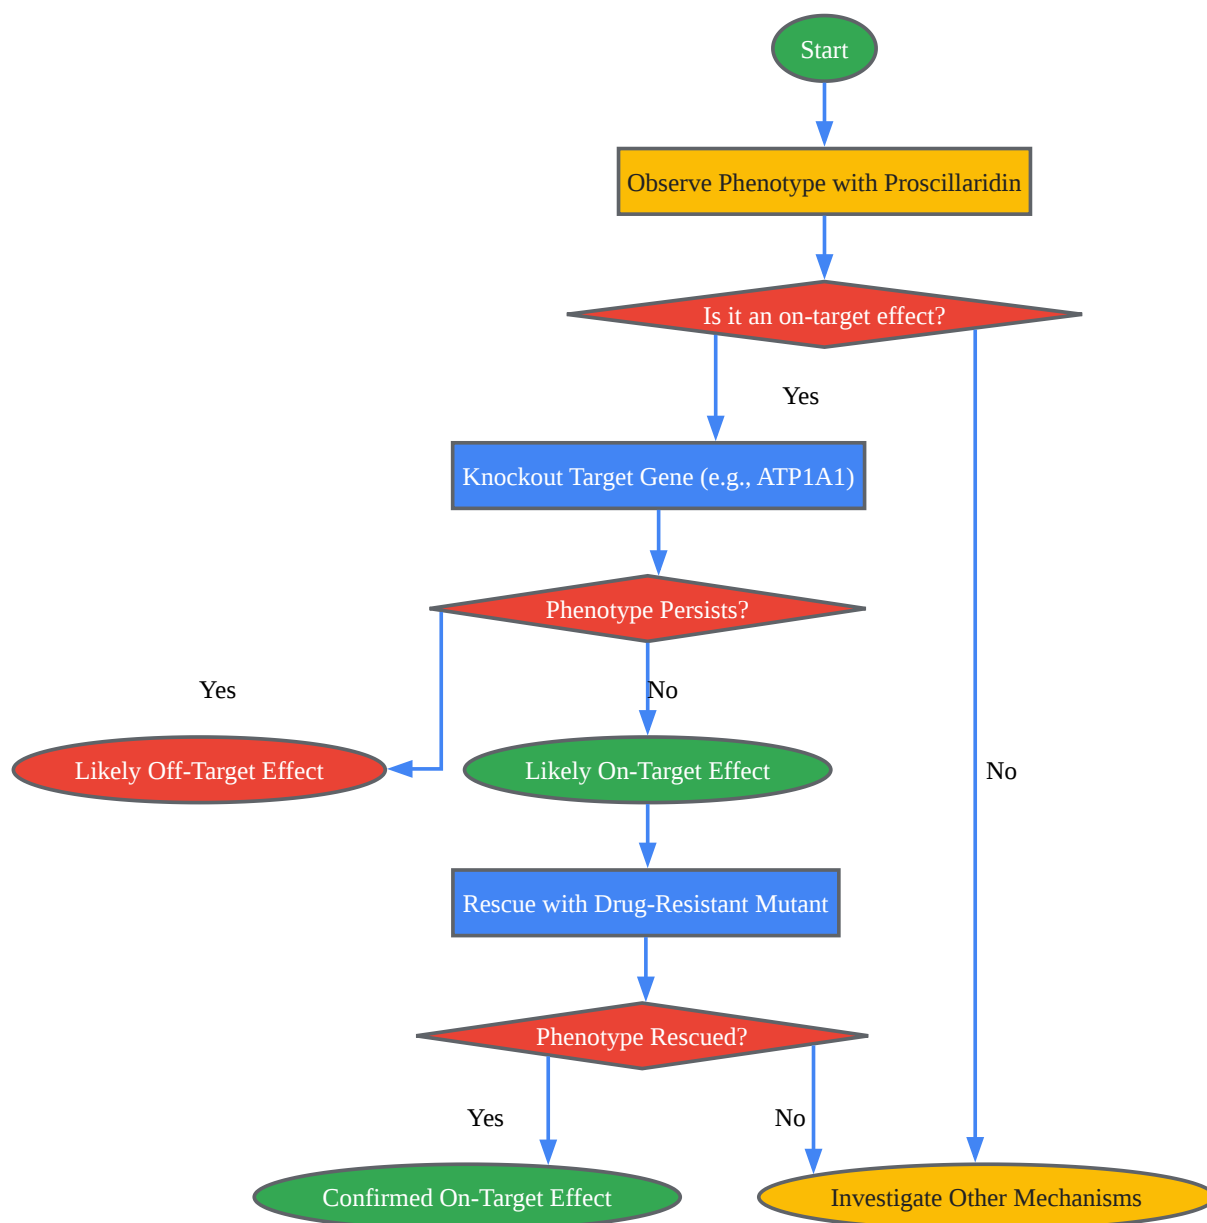 Start
Observe Phenotype with Proscillaridin
Is it an on-target effect?
Yes
Knockout Target Gene (e.g., ATP1A1)
Phenotype Persists?
Yes
No
Likely Off-Target Effect
Likely On-Target Effect
No
Rescue with Drug-Resistant Mutant
Phenotype Rescued?
Yes
No
Confirmed On-Target Effect
Investigate Other Mechanisms